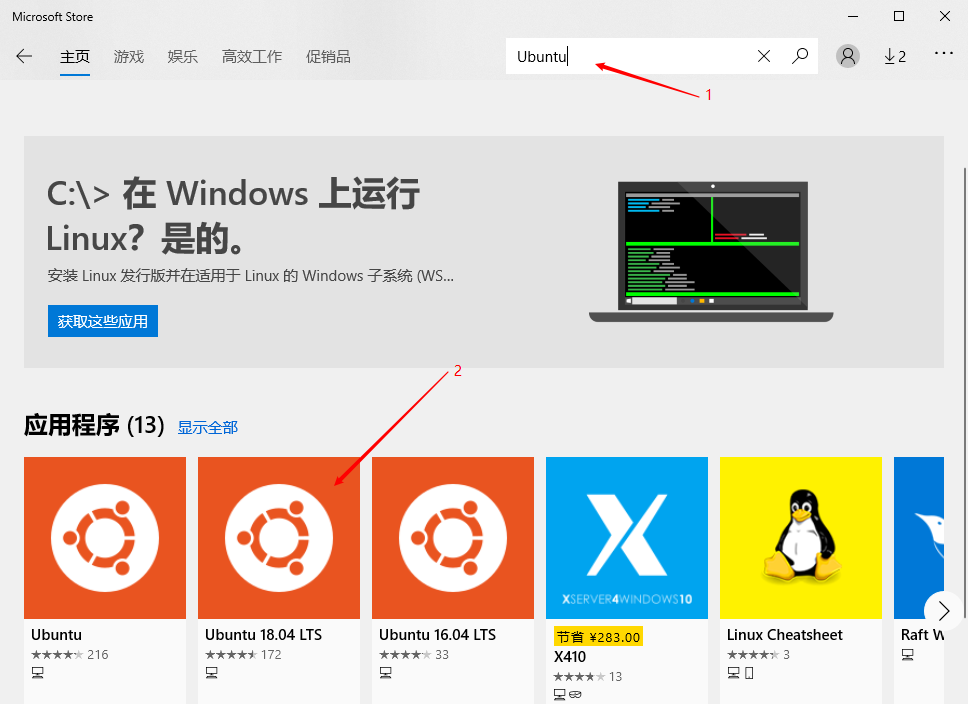 Microsoft Store
主页 游戏 娱乐 高效工作 促销品 Ubuntu 2 ...
1
C:\> 在 Windows 上运行
Linux? 是的。
安装 Linux 发行版并在适用于 Linux 的 Windows 子系统 (WS...
获取这些应用
2
应用程序 (13) 显示全部
XSERVER4WINDOWS10
Ubuntu
216
Ubuntu 18.04 LTS
172
Ubuntu 16.04 LTS
33
节省 ¥283.00
X410
13
Linux Cheatsheet
3
Raft W